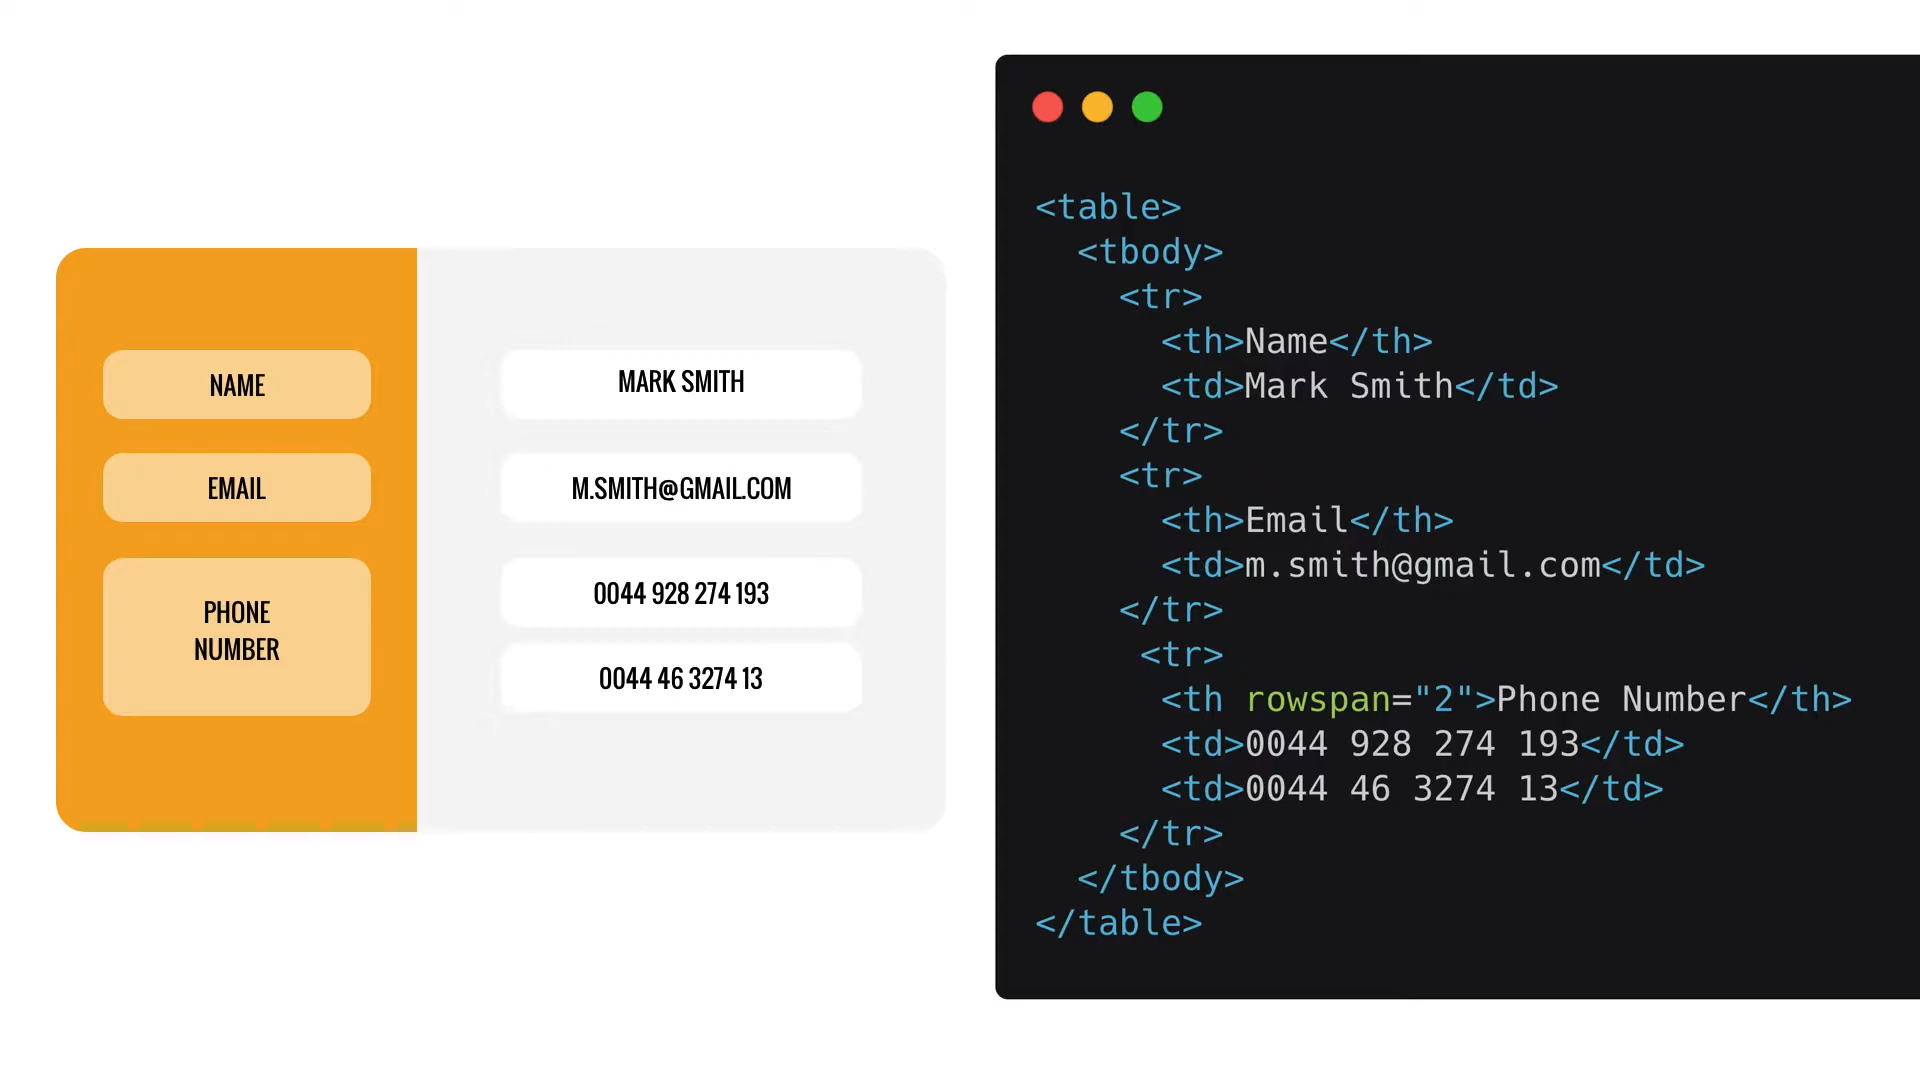 NAME
MARK SMITH
EMAIL
M.SMITH@GMAIL.COM
PHONE
NUMBER
0044 928 274 193
0044 46 3274 13
<table>
  <tbody>
    <tr>
      <th>Name</th>
      <td>Mark Smith</td>
    </tr>
    <tr>
      <th>Email</th>
      <td>m.smith@gmail.com</td>
    </tr>
     <tr>
      <th rowspan="2">Phone Number</th>
      <td>0044 928 274 193</td>
      <td>0044 46 3274 13</td>
    </tr>
  </tbody>
</table>